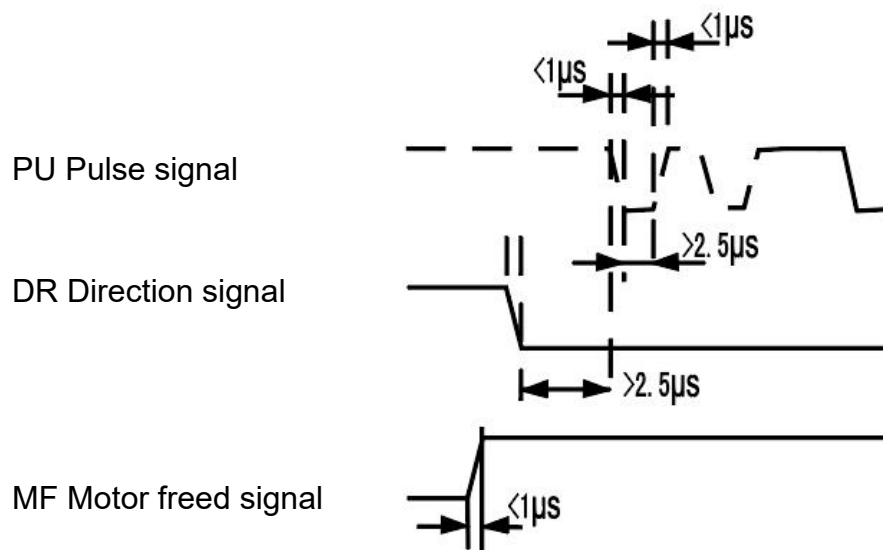 <1µs
<1µs
PU Pulse signal
>2.5µs
DR Direction signal
>2.5µs
MF Motor freed signal
<1µs